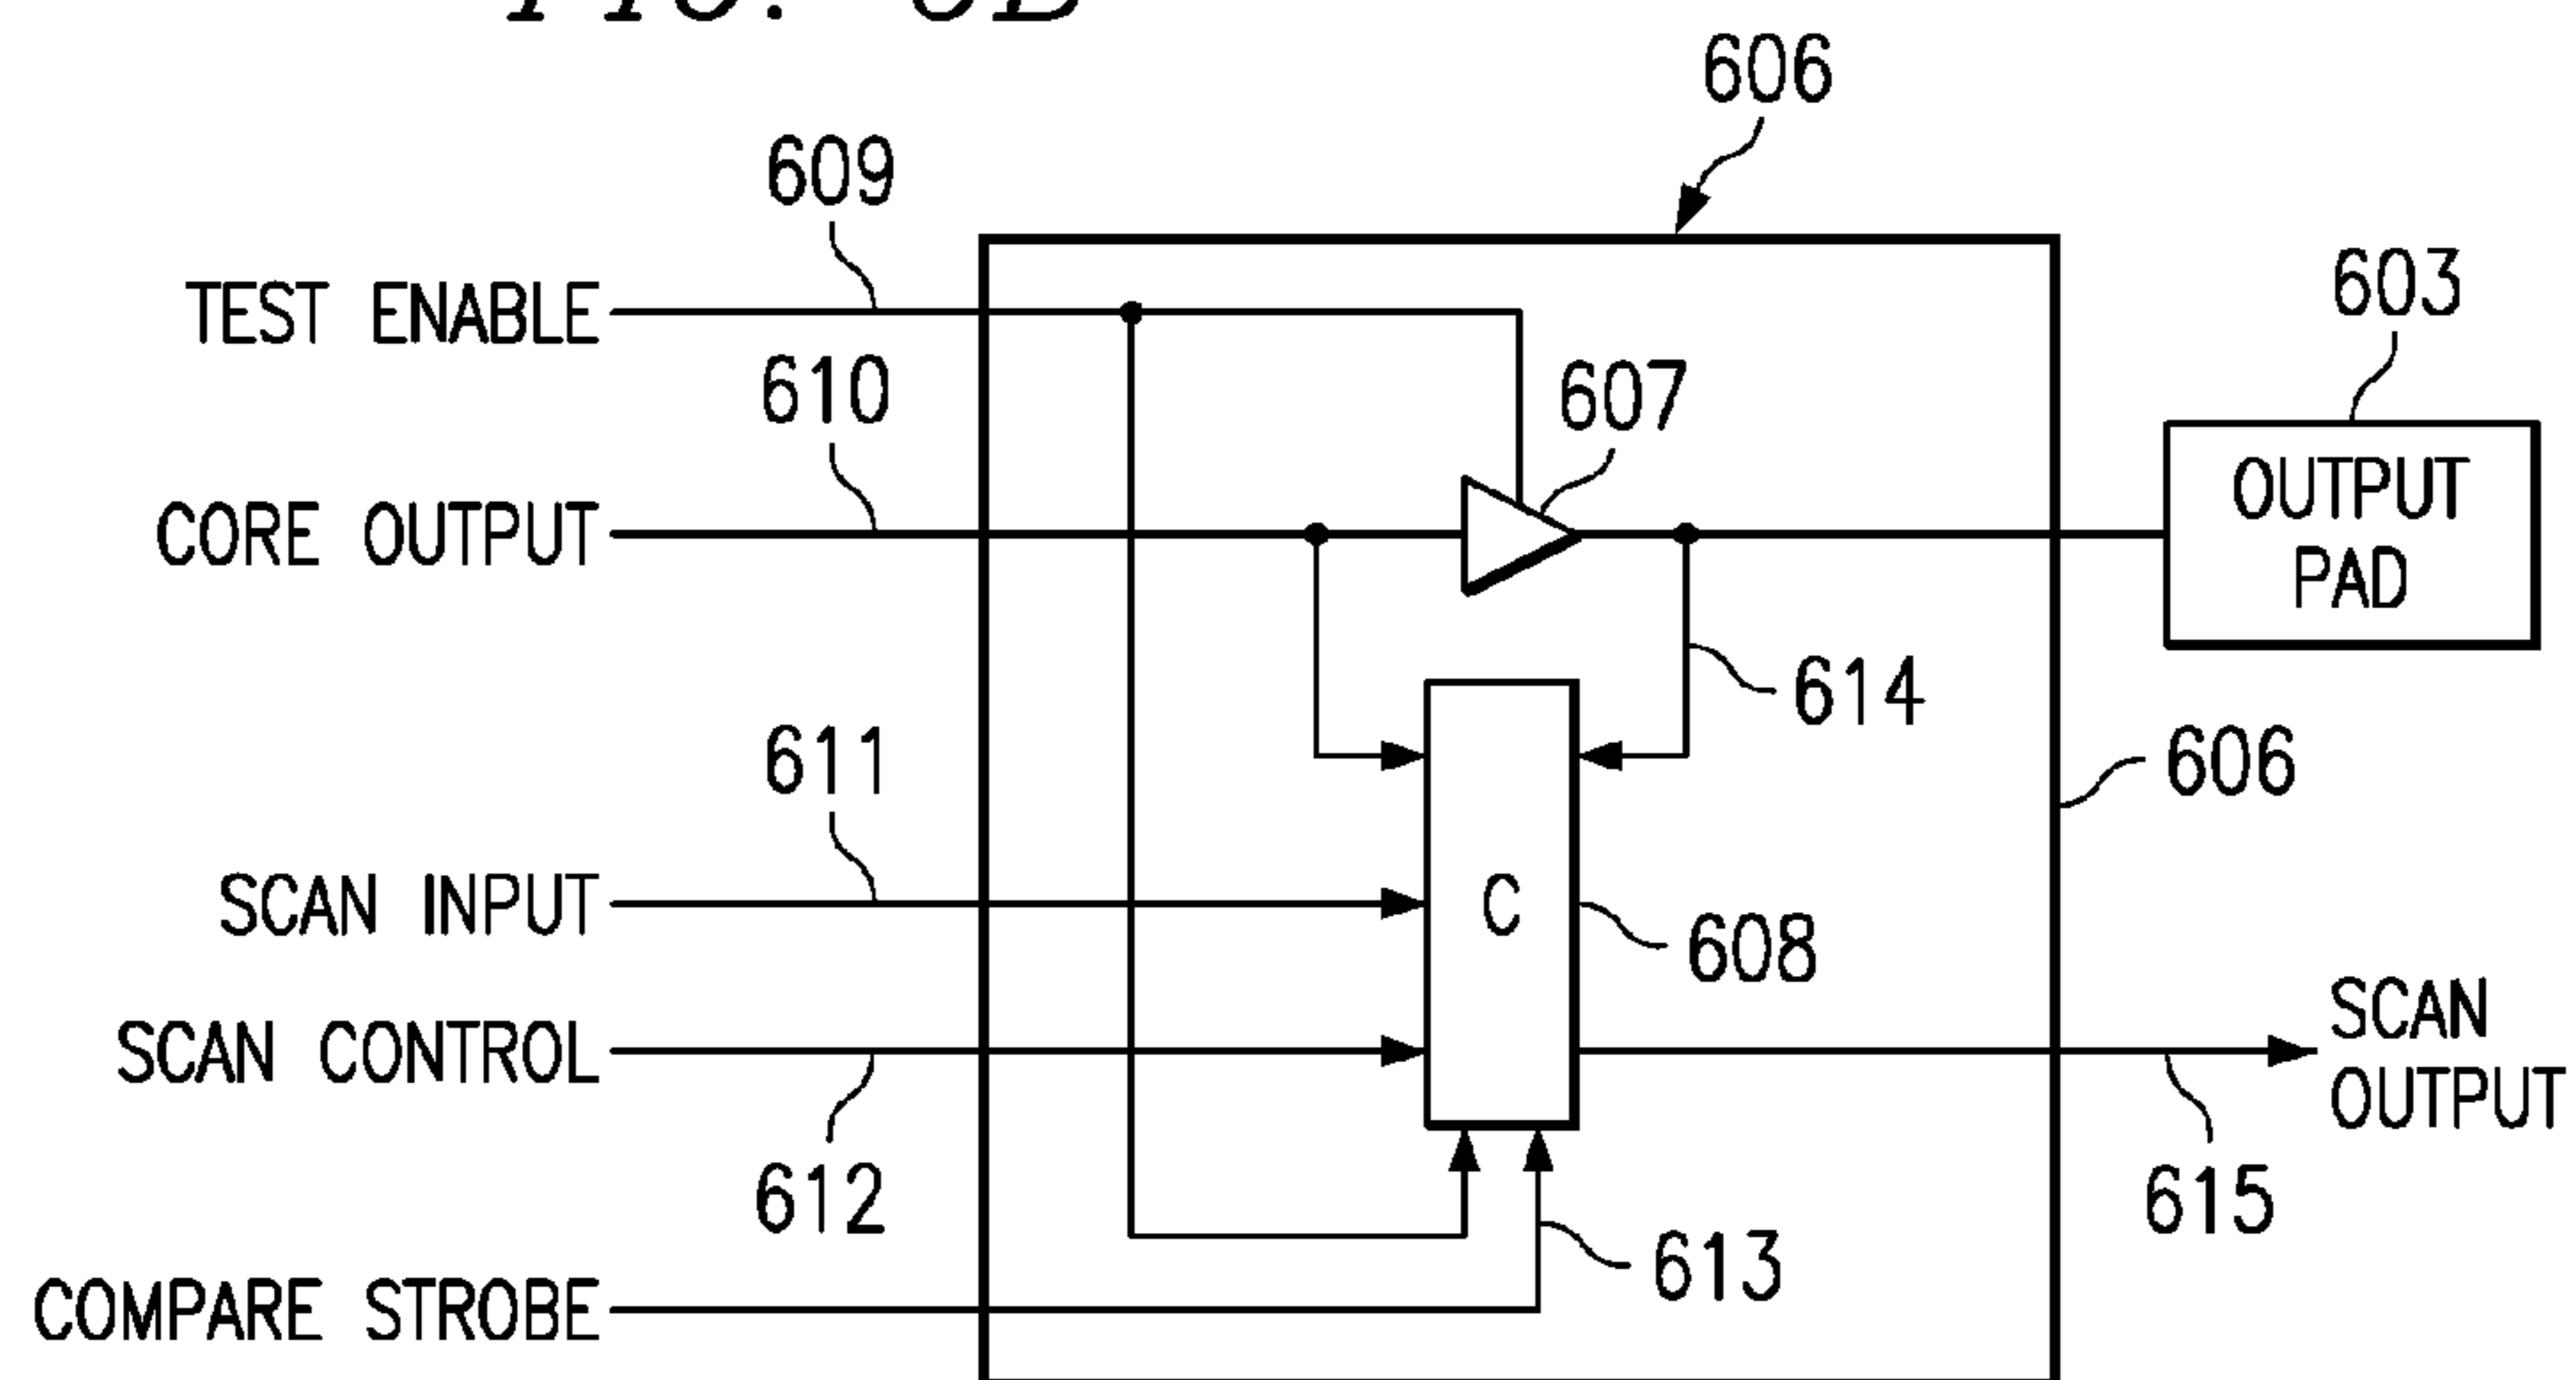 606
609
TEST ENABLE
603
610
607
CORE OUTPUT
OUTPUT
PAD
614
611
606
SCAN INPUT
C
608
SCAN CONTROL
SCAN
OUTPUT
612
615
613
COMPARE STROBE